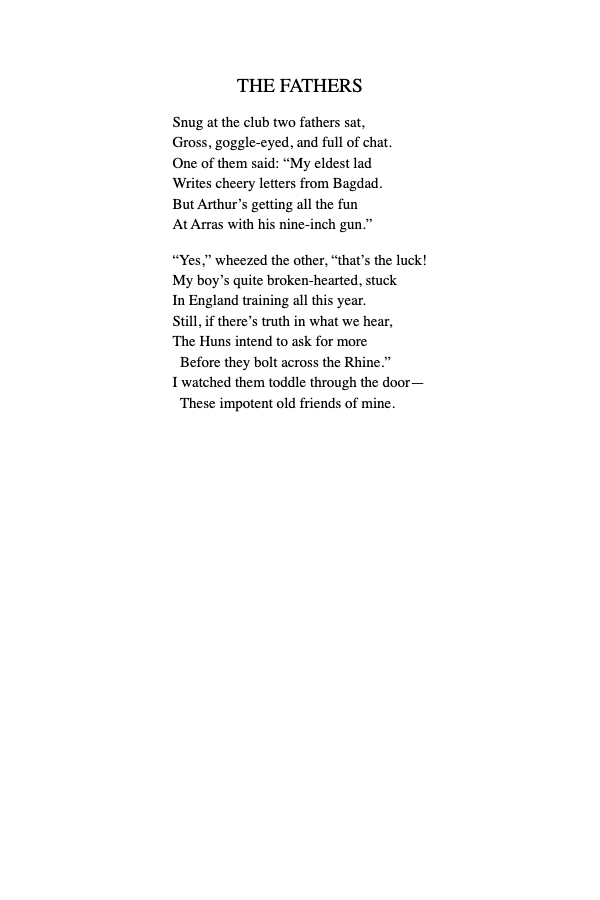 THE FATHERS
Snug at the club two fathers sat,
Gross, goggle-eyed, and full of chat.
One of them said: “My eldest lad
Writes cheery letters from Bagdad.
But Arthur’s getting all the fun
At Arras with his nine-inch gun.”
“Yes,” wheezed the other, “that’s the luck!
My boy’s quite broken-hearted, stuck
In England training all this year.
Still, if there’s truth in what we hear,
The Huns intend to ask for more
Before they bolt across the Rhine.”
I watched them toddle through the door—
These impotent old friends of mine.